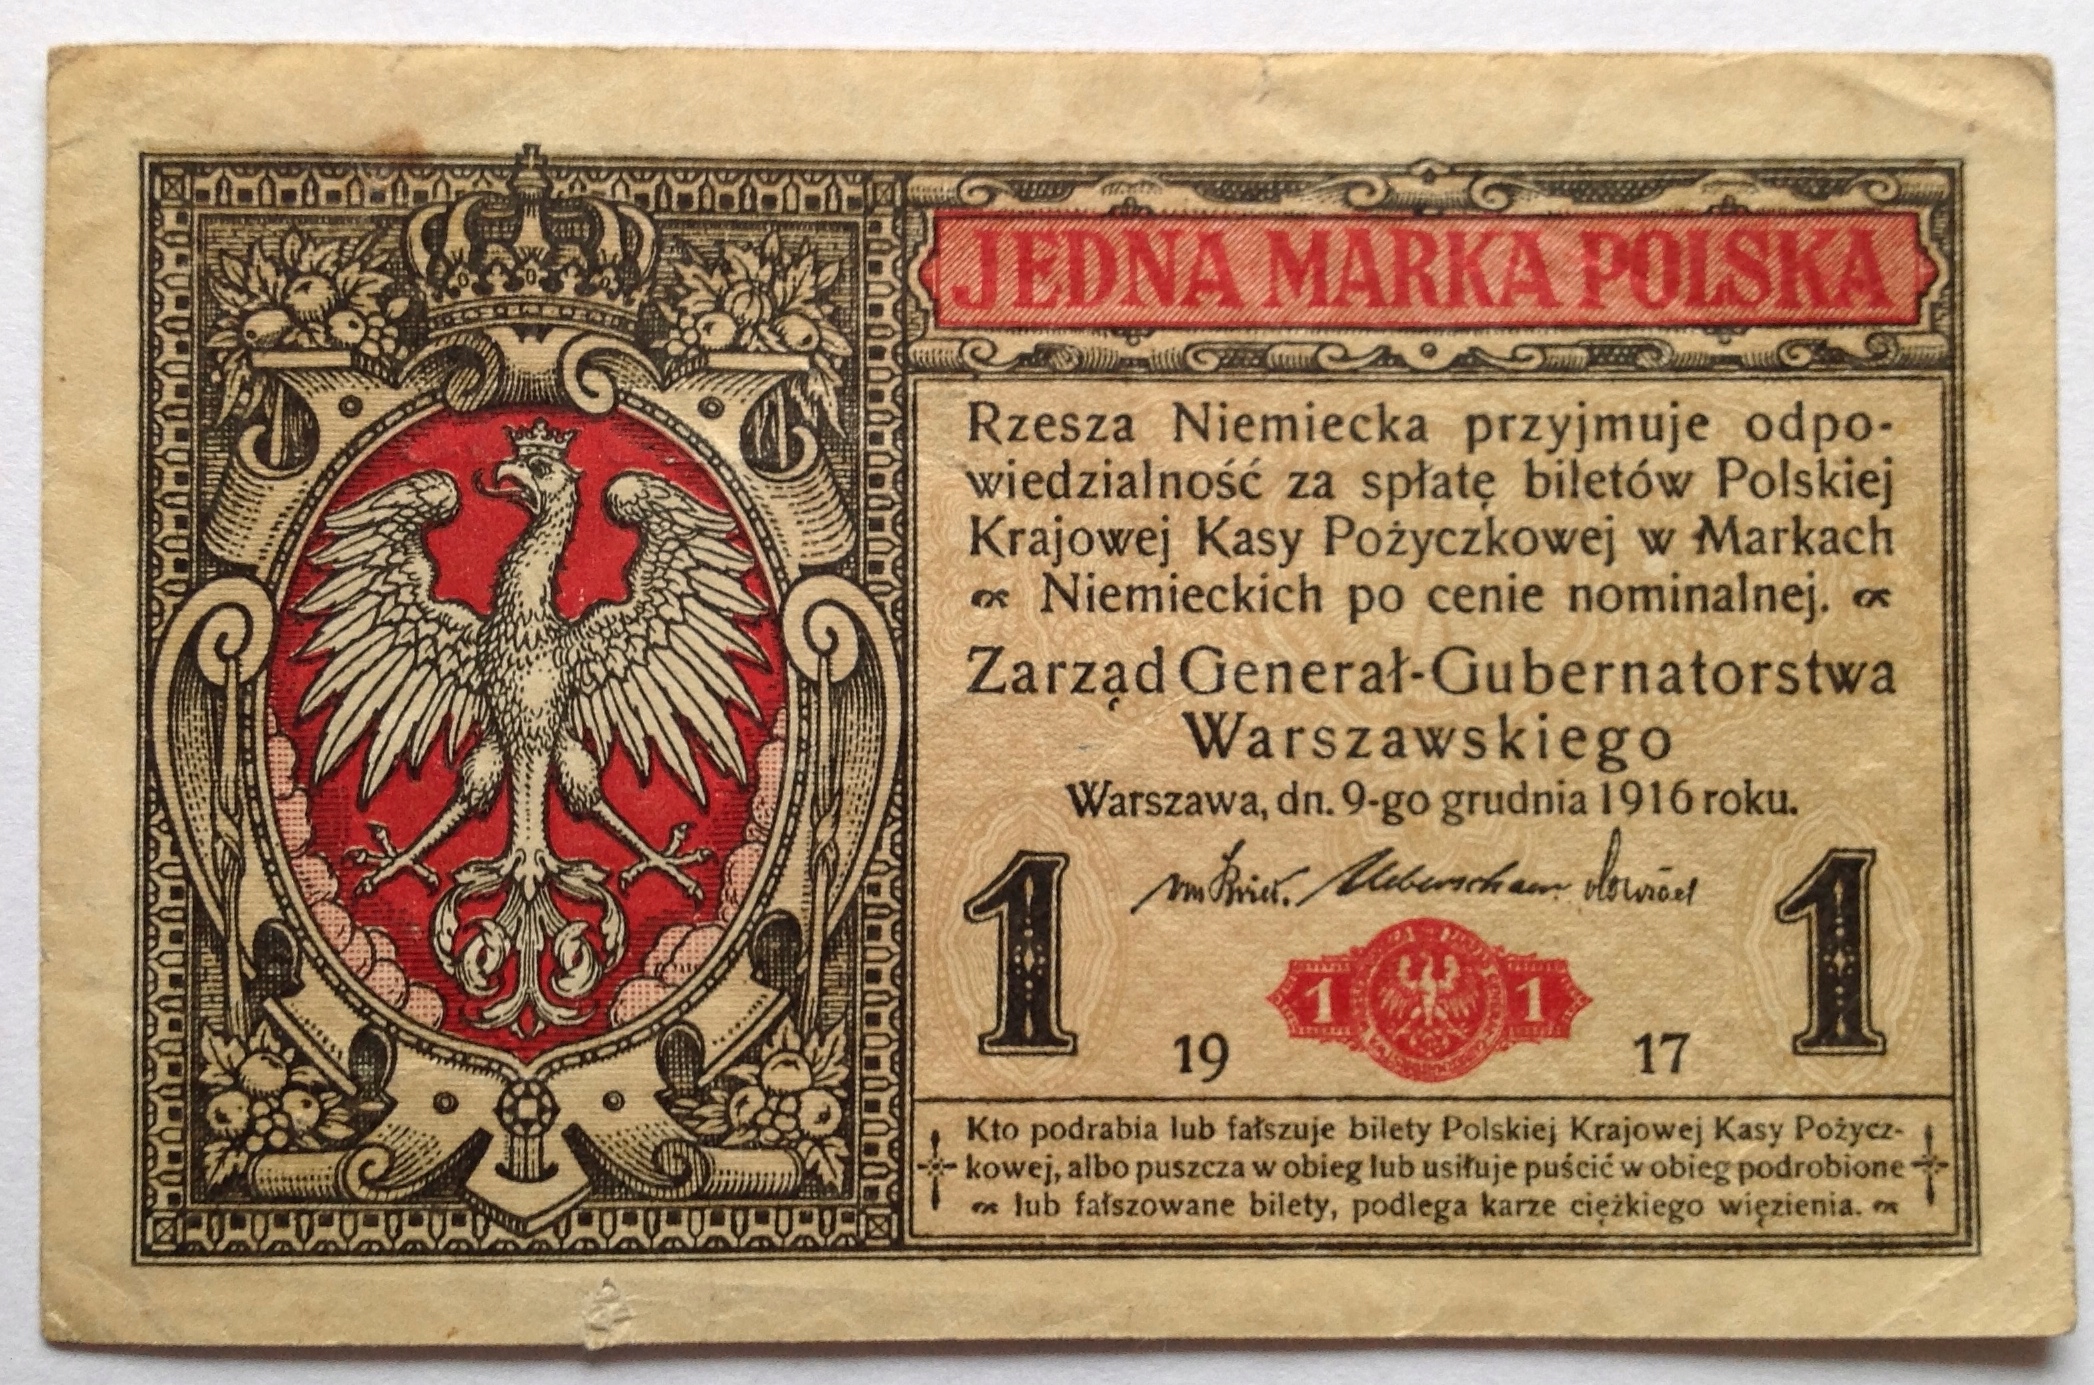 JEDNA MARKA POLSKA
Rzesza Niemiecka przyjmuje odpo-
wiedzialność za spłatę biletów Polskiej
Krajowej Kasy Pożyczkowej w Markach
Niemieckich po cenie nominalnej.
Zarząd Generał-Gubernatorstwa
Warszawskiego
Warszawa, dn. 9-go grudnia 1916 roku.
1 1
1 1
19 17
Kto podrabia lub fałszuje bilety Polskiej Krajowej Kasy Pożycz-
kowej, albo puszcza w obieg lub usiłuje puścić w obieg podrobione
lub fałszowane bilety, podlega karze ciężkiego więzienia.